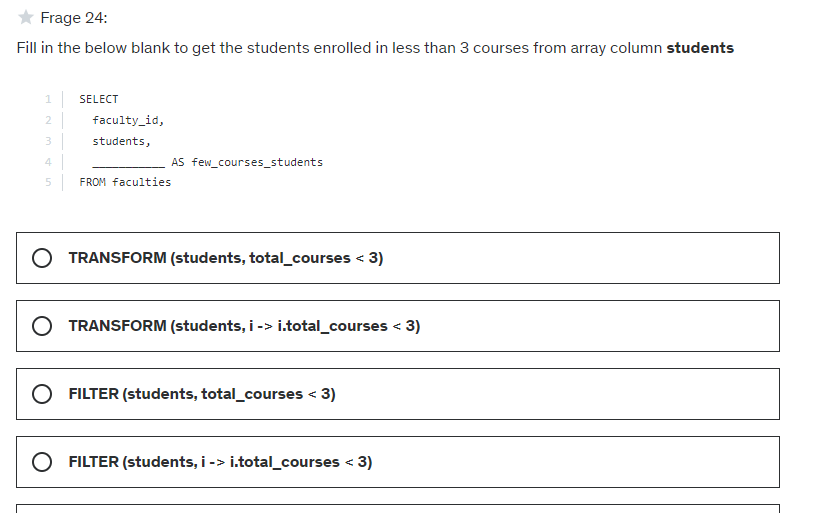 Frage 24:
Fill in the below blank to get the students enrolled in less than 3 courses from array column students
1 SELECT
2 faculty_id,
3 students,
4 ___________ AS few_courses_students
5 FROM faculties
TRANSFORM (students, total_courses < 3)
TRANSFORM (students, i -> i.total_courses < 3)
FILTER (students, total_courses < 3)
FILTER (students, i -> i.total_courses < 3)